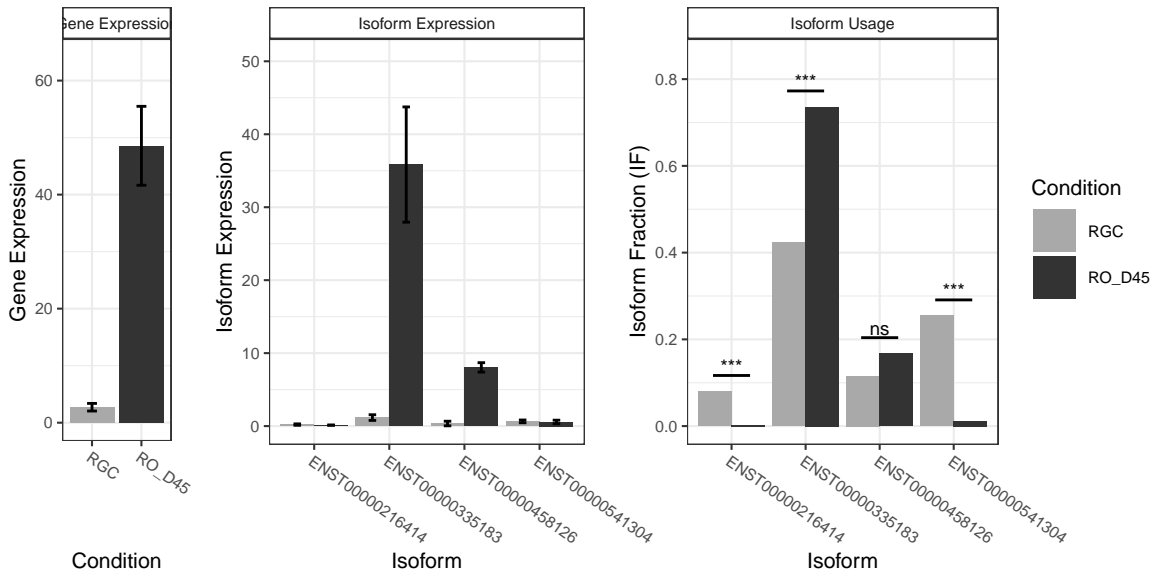 Gene Expression
Isoform Expression
Isoform Usage
Gene Expression
60
40
20
0
RGC
RO_D45
Condition
Isoform Expression
50
40
30
20
10
0
ENST00000216414
ENST00000335183
ENST00000458126
ENST00000541304
Isoform
Isoform Fraction (IF)
0.8
0.6
0.4
0.2
0.0
***
***
ns
***
ENST00000216414
ENST00000335183
ENST00000458126
ENST00000541304
Isoform
Condition
RGC
RO_D45